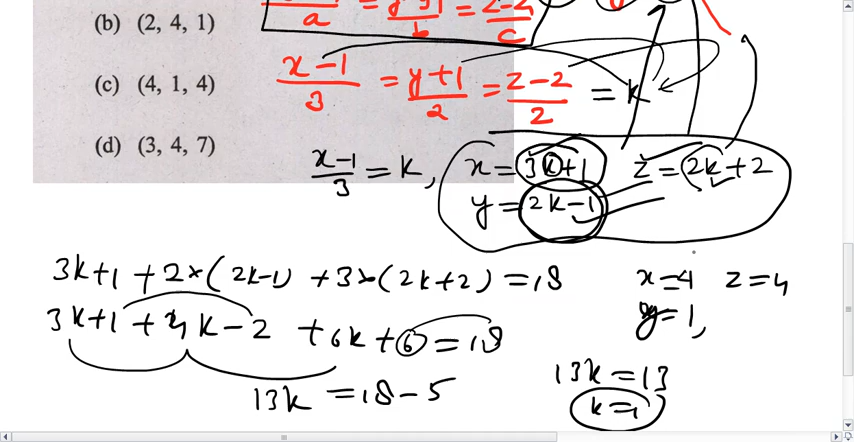 a = b = z-2/c
(b) (2, 4, 1)
(c) (4, 1, 4)
x-1/3 = y+1/2 = z-2/2 = k
(d) (3, 4, 7)
x-1/3 = k, x = 3k+1 z = 2k+2
y = 2k-1
3k+1 + 2×(2k-1) + 3×(2k+2) = 18
x=4 z=4
y=1,
3k+1 + 4k-2 + 6k+6 = 18
13k = 18-5
13k = 13
k=1